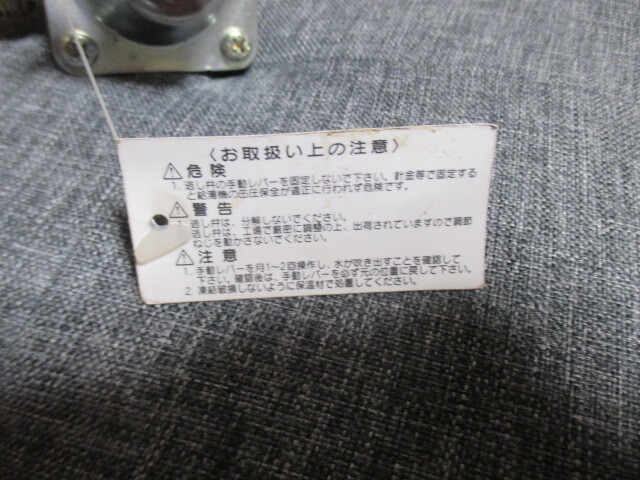 〈お取扱い上の注意〉
⚠危険
1. 逃し弁の手動レバーを固定しないで下さい。針金等で固定する
と給湯機の缶圧保全が適正に行われず危険です。
⚠警告
1. 逃し弁は、分解しないでください。
逃し弁は、工場で厳密に調整の上、出荷されていますので調節
ねじを動かさないでください。
⚠注意
1. 手動レバーを月1～2回操作し、水が吹き出すことを確認して
下さい。確認後は、手動レバーを必ず元の位置に戻して下さい。
2. 凍結破損しないように保温材で処置してください。